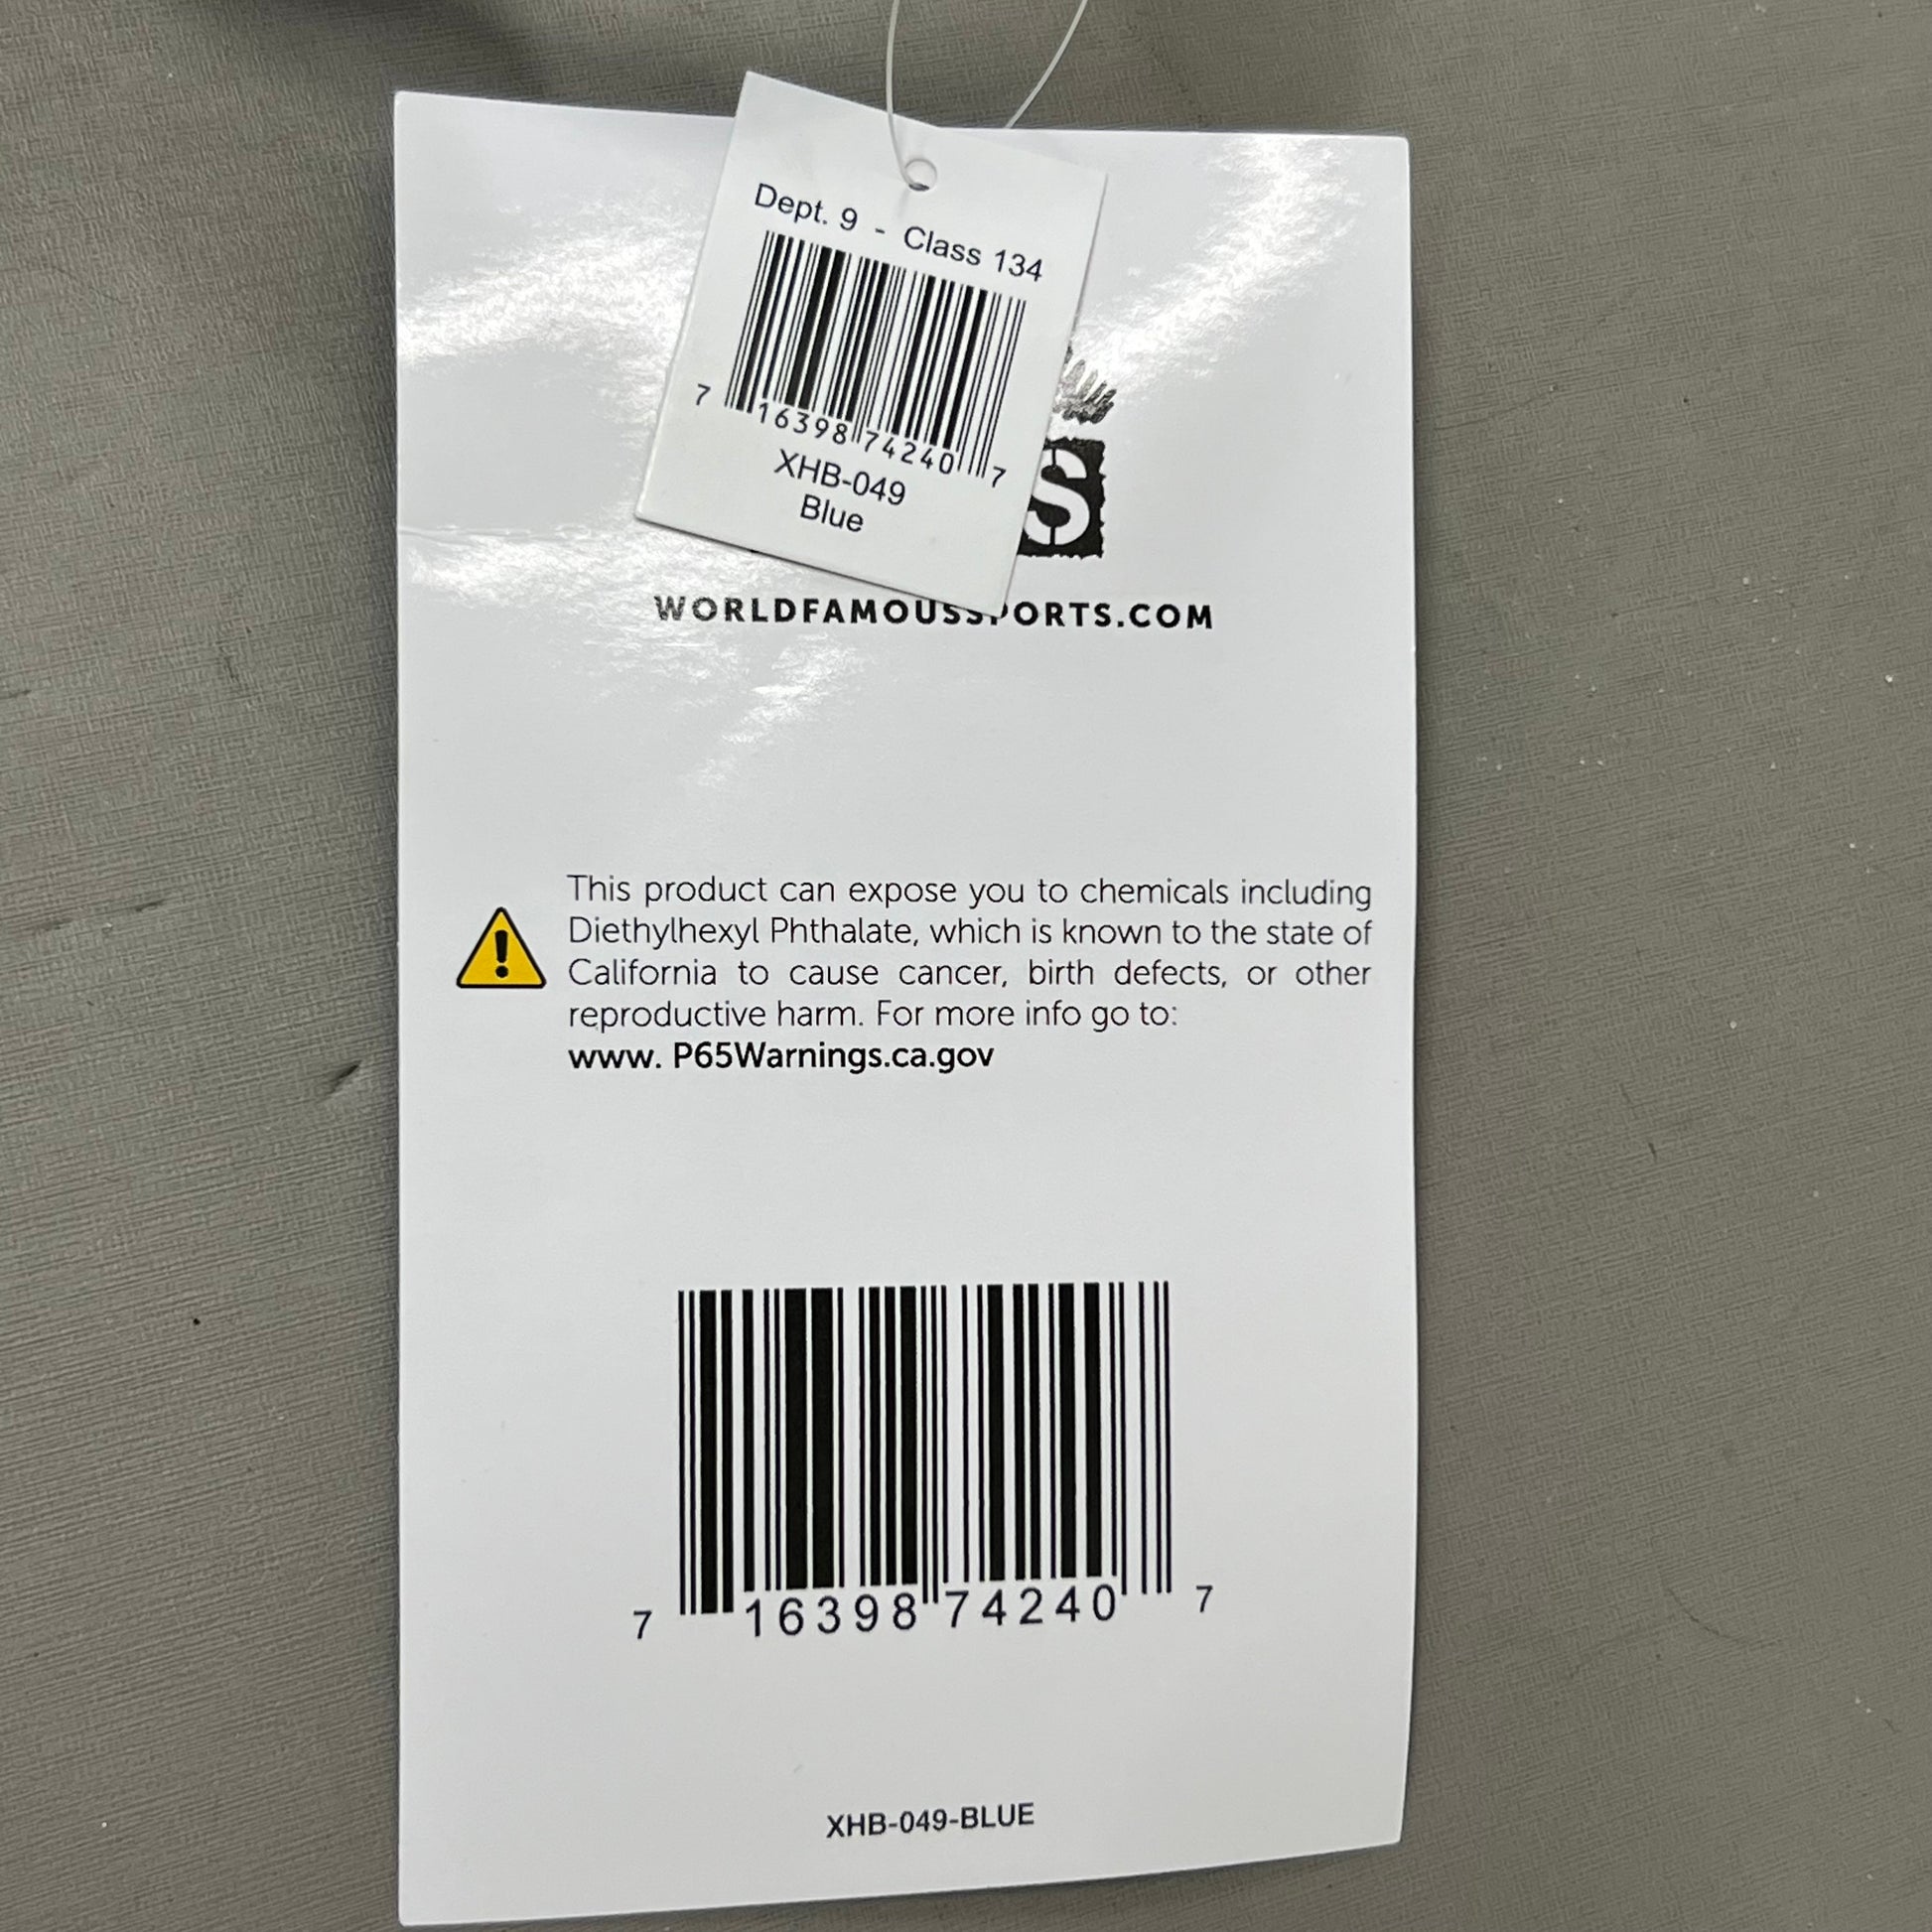 Dept. 9 - Class 134
7 16398 74240 7
XHB-049
Blue
S
WORLDFAMOUSSPORTS.COM
This product can expose you to chemicals including
Diethylhexyl Phthalate, which is known to the state of
California to cause cancer, birth defects, or other
reproductive harm. For more info go to:
www. P65Warnings.ca.gov
7 16398 74240 7
XHB-049-BLUE